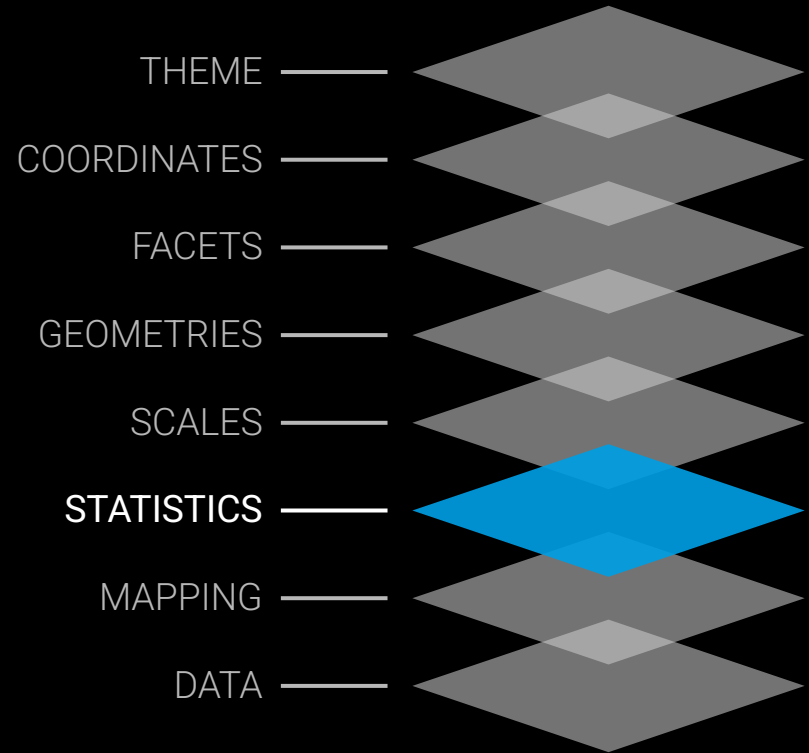 THEME
COORDINATES
FACETS
GEOMETRIES
SCALES
STATISTICS
MAPPING
DATA